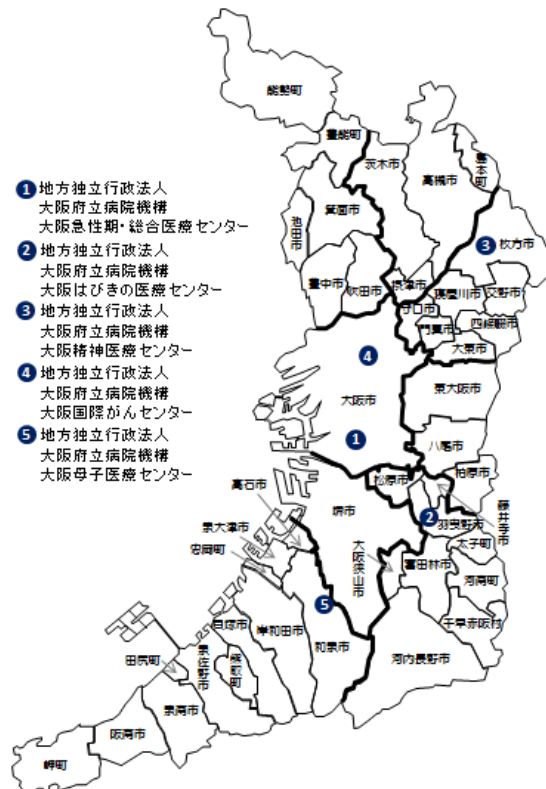 能勢町
豊能町
茨木市
高槻市
島本町
❶地方独立行政法人
大阪府立病院機構
大阪急性期・総合医療センター
❷地方独立行政法人
大阪府立病院機構
大阪はびきの医療センター
❸地方独立行政法人
大阪府立病院機構
大阪精神医療センター
❹地方独立行政法人
大阪府立病院機構
大阪国際がんセンター
❺地方独立行政法人
大阪府立病院機構
大阪母子医療センター
池田市
箕面市
❸
枚方市
豊中市
吹田市
摂津市
守口市
寝屋川市
交野市
門真市
四條畷市
大東市
❹
大阪市
東大阪市
❶
八尾市
柏原市
松原市
高石市
堺市
❷
羽曳野市
藤井寺市
泉大津市
忠岡町
大阪狭山市
太子町
富田林市
河南町
❺
千早赤阪村
貝塚市
岸和田市
和泉市
河内長野市
田尻町
泉佐野市
熊取町
泉南市
阪南市
岬町